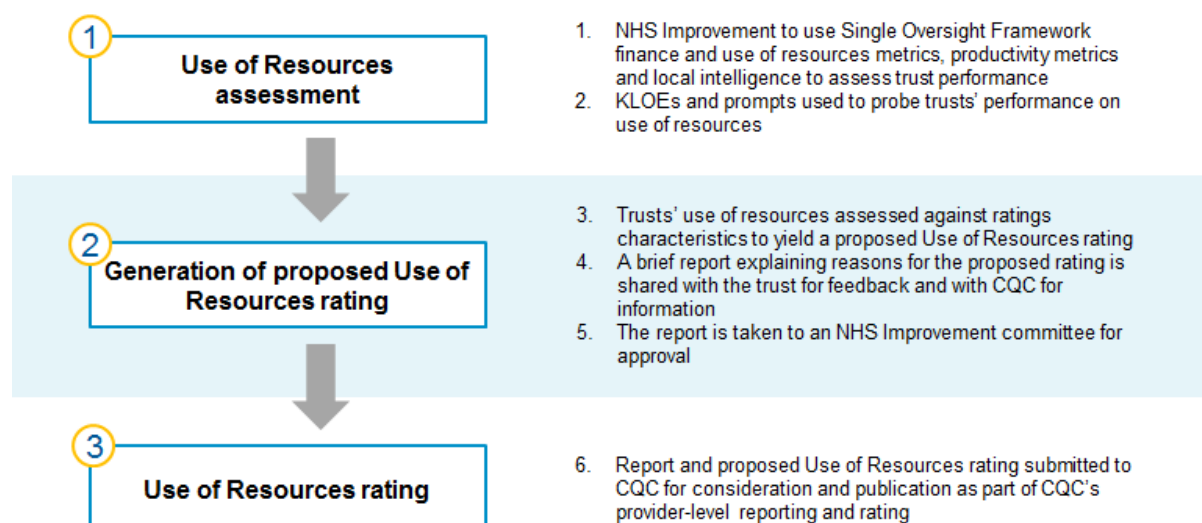 1
Use of Resources
assessment
1. NHS Improvement to use Single Oversight Framework
finance and use of resources metrics, productivity metrics
and local intelligence to assess trust performance
2. KLOEs and prompts used to probe trusts’ performance on
use of resources
2
Generation of proposed Use of
Resources rating
3. Trusts’ use of resources assessed against ratings
characteristics to yield a proposed Use of Resources rating
4. A brief report explaining reasons for the proposed rating is
shared with the trust for feedback and with CQC for
information
5. The report is taken to an NHS Improvement committee for
approval
3
Use of Resources rating
6. Report and proposed Use of Resources rating submitted to
CQC for consideration and publication as part of CQC’s
provider-level reporting and rating